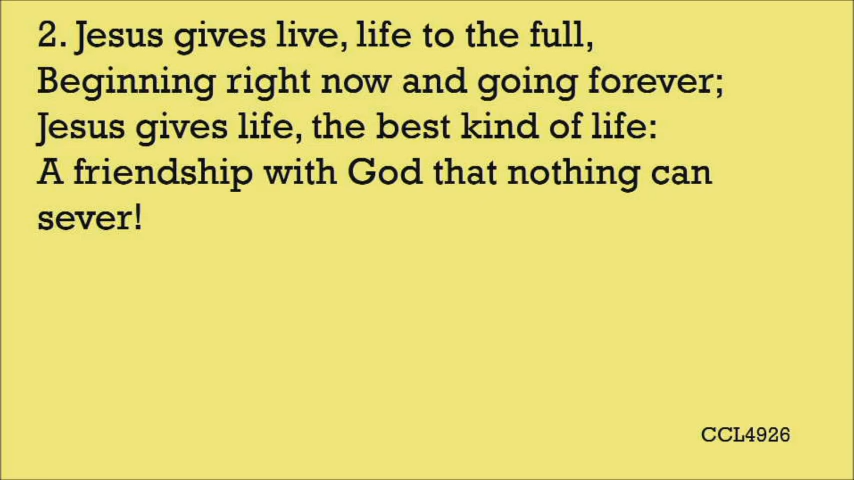 2. Jesus gives live, life to the full,
Beginning right now and going forever;
Jesus gives life, the best kind of life:
A friendship with God that nothing can
sever!
CCL4926